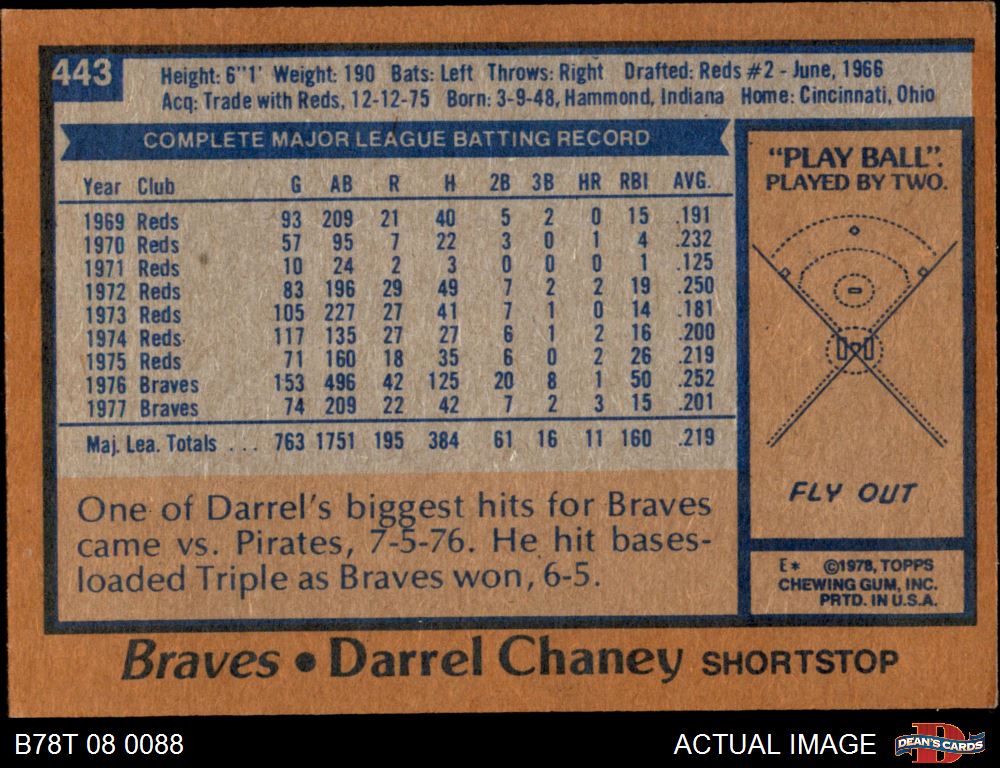 443
Height: 6"1' Weight: 190 Bats: Left Throws: Right Drafted: Reds #2 - June, 1966
Acq: Trade with Reds, 12-12-75 Born: 3-9-48, Hammond, Indiana Home: Cincinnati, Ohio
COMPLETE MAJOR LEAGUE BATTING RECORD
Year Club G AB R H 2B 3B HR RBI AVG.
1969 Reds 93 209 21 40 5 2 0 15 .191
1970 Reds 57 95 7 22 3 0 1 4 .232
1971 Reds 10 24 2 3 0 0 0 1 .125
1972 Reds 83 196 29 49 7 2 2 19 .250
1973 Reds 105 227 27 41 7 1 0 14 .181
1974 Reds 117 135 27 27 6 1 2 16 .200
1975 Reds 71 160 18 35 6 0 2 26 .219
1976 Braves 153 496 42 125 20 8 1 50 .252
1977 Braves 74 209 22 42 7 2 3 15 .201
Maj. Lea. Totals ... 763 1751 195 384 61 16 11 160 .219
One of Darrel's biggest hits for Braves
came vs. Pirates, 7-5-76. He hit bases-
loaded Triple as Braves won, 6-5.
"PLAY BALL".
PLAYED BY TWO.
FLY OUT
E* ©1978, TOPPS
CHEWING GUM, INC.
PRTD. IN U.S.A.
Braves • Darrel Chaney SHORTSTOP
B78T 08 0088
ACTUAL IMAGE
D
DEAN'S CARDS